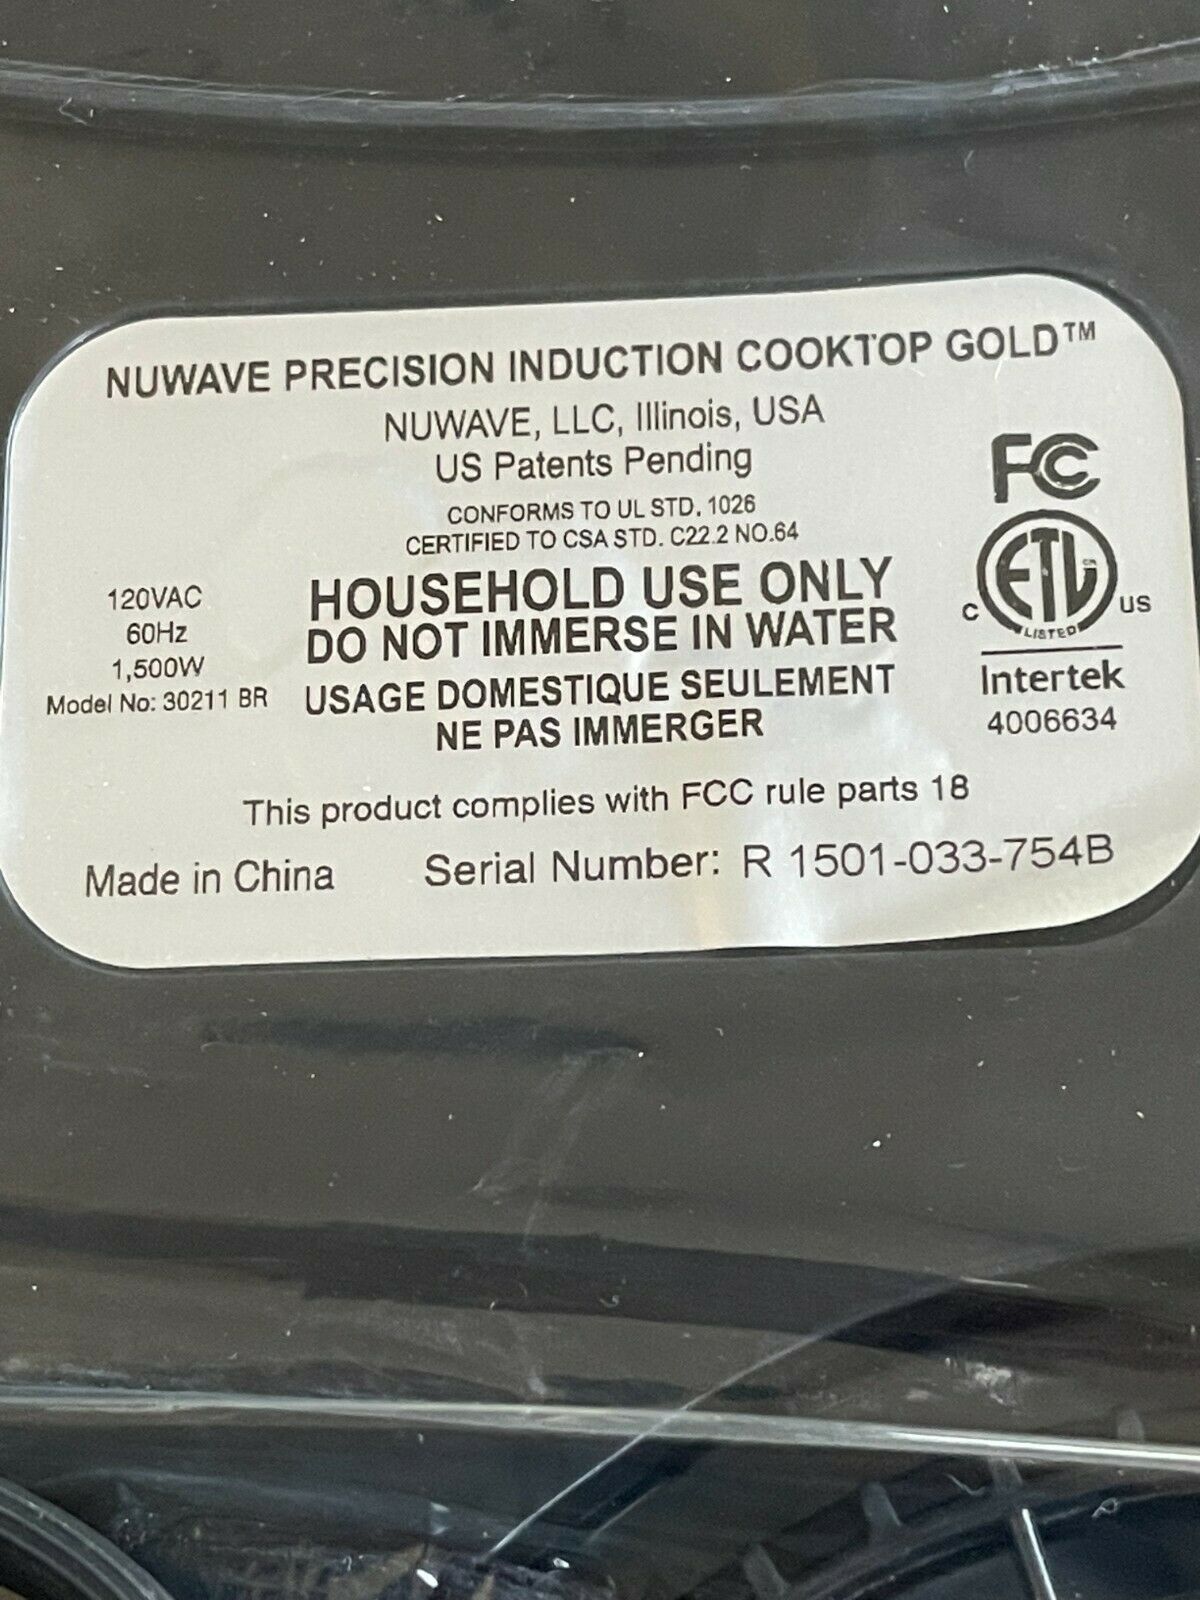 NUWAVE PRECISION INDUCTION COOKTOP GOLD™
NUWAVE, LLC, Illinois, USA
US Patents Pending
CONFORMS TO UL STD. 1026
CERTIFIED TO CSA STD. C22.2 NO.64
FC
120VAC
60Hz
1,500W
Model No: 30211 BR
HOUSEHOLD USE ONLY
DO NOT IMMERSE IN WATER
USAGE DOMESTIQUE SEULEMENT
NE PAS IMMERGER
C ETL US
LISTED
Intertek
4006634
This product complies with FCC rule parts 18
Made in China Serial Number: R 1501-033-754B